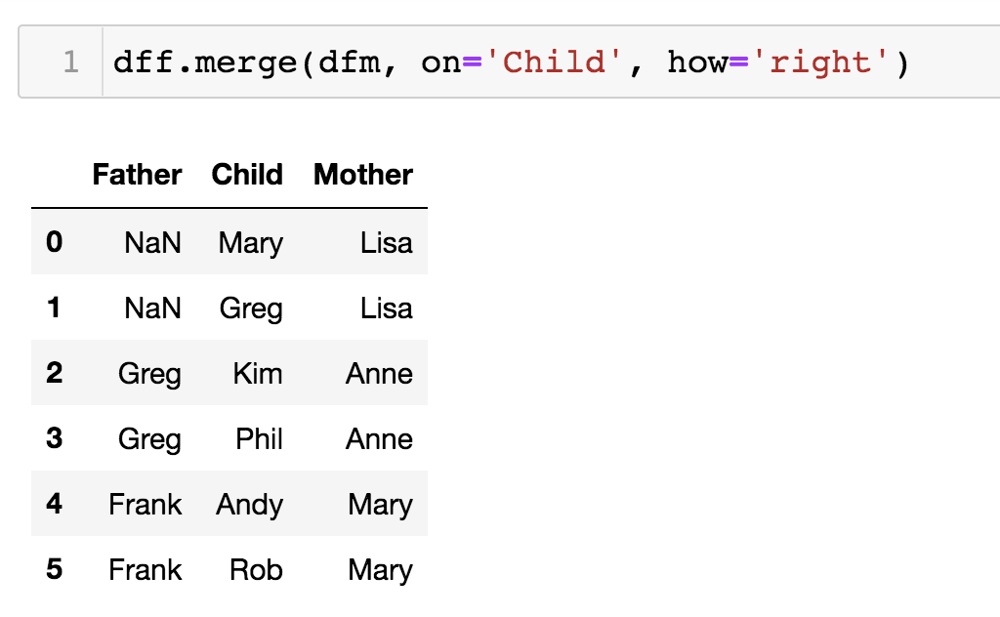 1 dff.merge(dfm, on='Child', how='right')
Father Child Mother
0 NaN Mary Lisa
1 NaN Greg Lisa
2 Greg Kim Anne
3 Greg Phil Anne
4 Frank Andy Mary
5 Frank Rob Mary